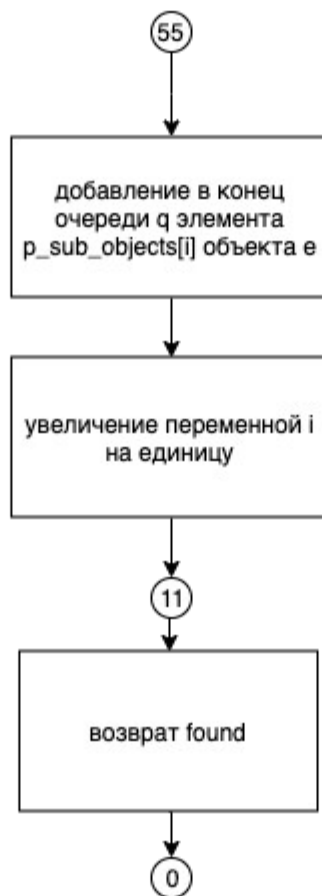 55
добавление в конец
очереди q элемента
p_sub_objects[i] объекта e
увеличение переменной i
на единицу
11
возврат found
0